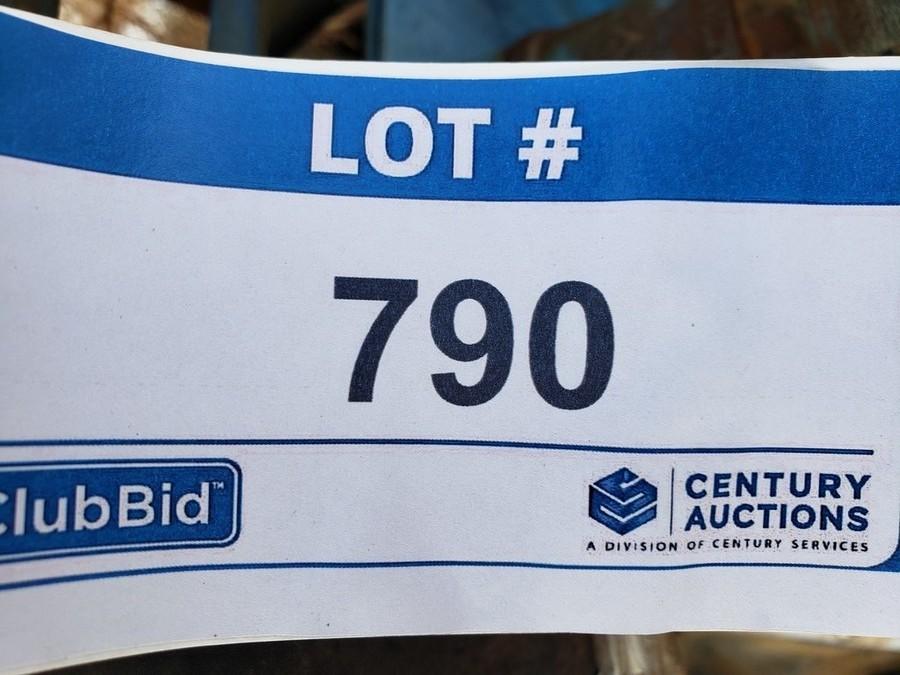 LOT #
790
ClubBid™
CENTURY
AUCTIONS
A DIVISION OF CENTURY SERVICES